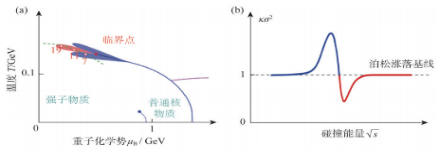 (a)
临界点
温度 T/GeV
0.1
强子物质
普通核
物质
0
1
重子化学势μB / GeV
(b)
κσ²
泊松涨落基线
1
0
碰撞能量√s